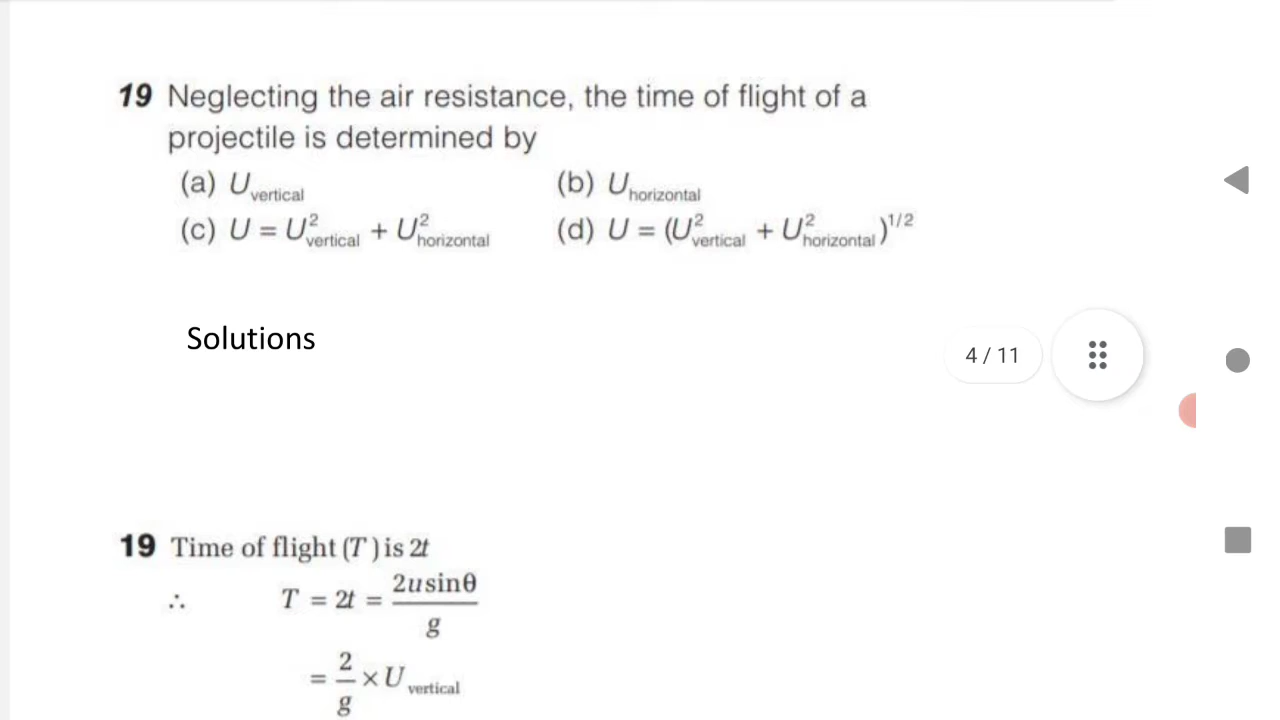 19 Neglecting the air resistance, the time of flight of a
projectile is determined by
(a) U_vertical (b) U_horizontal
(c) U = U²_vertical + U²_horizontal (d) U = (U²_vertical + U²_horizontal)^1/2
Solutions
4 / 11
19 Time of flight (T) is 2t
∴ T = 2t = 2u sinθ / g
= 2/g × U_vertical